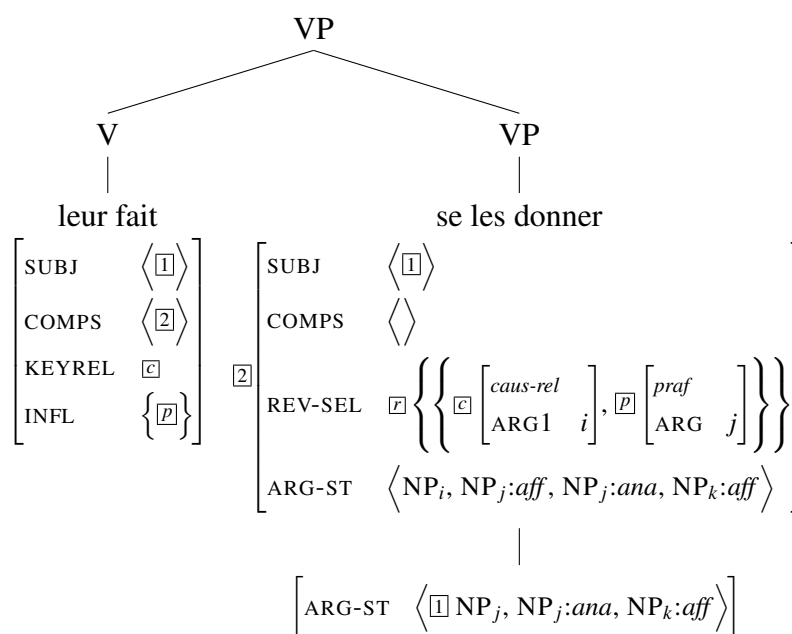 VP
V VP
leur fait se les donner
SUBJ ⟨1⟩ SUBJ ⟨1⟩
COMPS ⟨2⟩ COMPS ⟨⟩
KEYREL c
2
REV-SEL r {{c [caus-rel ARG1 i], p [praf ARG j]}}
INFL {p}
ARG-ST ⟨NPi, NPj:aff, NPj:ana, NPk:aff⟩
[ARG-ST ⟨1 NPj, NPj:ana, NPk:aff⟩]